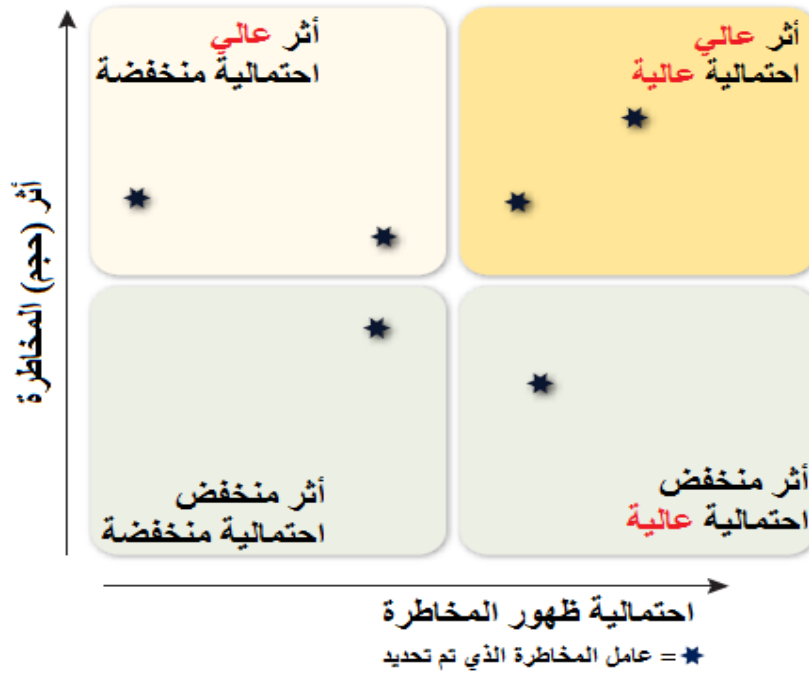 أثر عالي
احتمالية عالية
أثر عالي
احتمالية منخفضة
أثر (حجم) المخاطرة
أثر منخفض
احتمالية عالية
أثر منخفض
احتمالية منخفضة
احتمالية ظهور المخاطرة
= عامل المخاطرة الذي تم تحديد